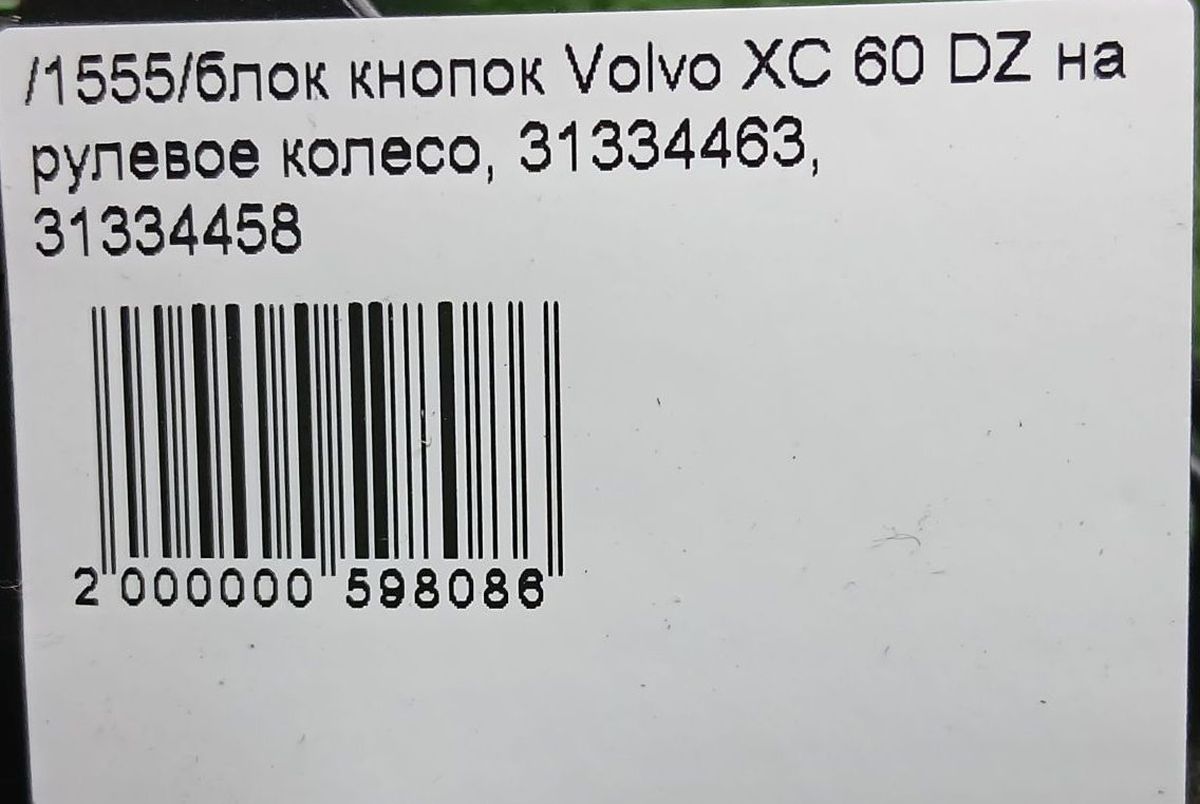 /1555/блок кнопок Volvo XC 60 DZ на
рулевое колесо, 31334463,
31334458
2 000000 598086